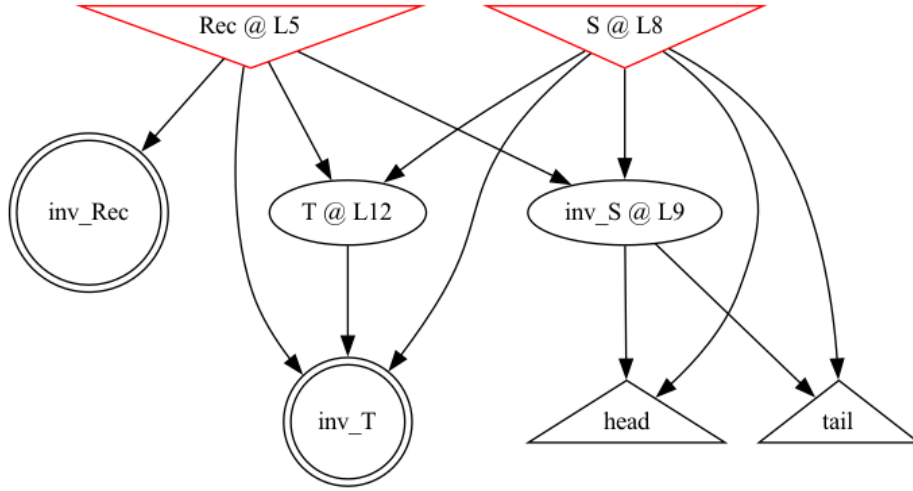 Rec @ L5
S @ L8
inv_Rec
T @ L12
inv_S @ L9
inv_T
head
tail